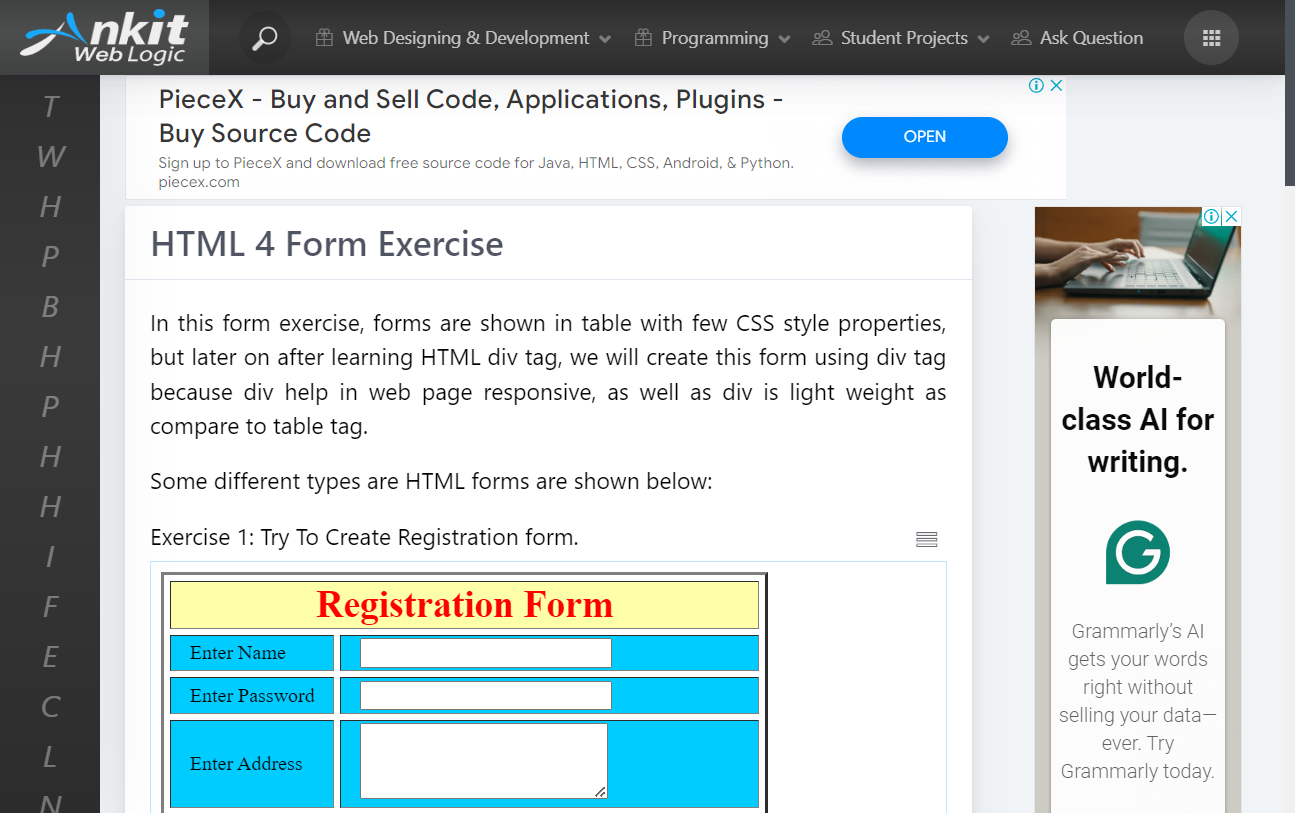 Ankit
Web Logic
Web Designing & Development
Programming
Student Projects
Ask Question
T
W
H
P
B
H
P
H
H
I
F
E
C
L
N
PieceX - Buy and Sell Code, Applications, Plugins -
Buy Source Code
Sign up to PieceX and download free source code for Java, HTML, CSS, Android, & Python.
piecex.com
OPEN
HTML 4 Form Exercise
In this form exercise, forms are shown in table with few CSS style properties,
but later on after learning HTML div tag, we will create this form using div tag
because div help in web page responsive, as well as div is light weight as
compare to table tag.
Some different types are HTML forms are shown below:
Exercise 1: Try To Create Registration form.
Registration Form
Enter Name
Enter Password
Enter Address
World-
class AI for
writing.
G
Grammarly’s AI
gets your words
right without
selling your data—
ever. Try
Grammarly today.